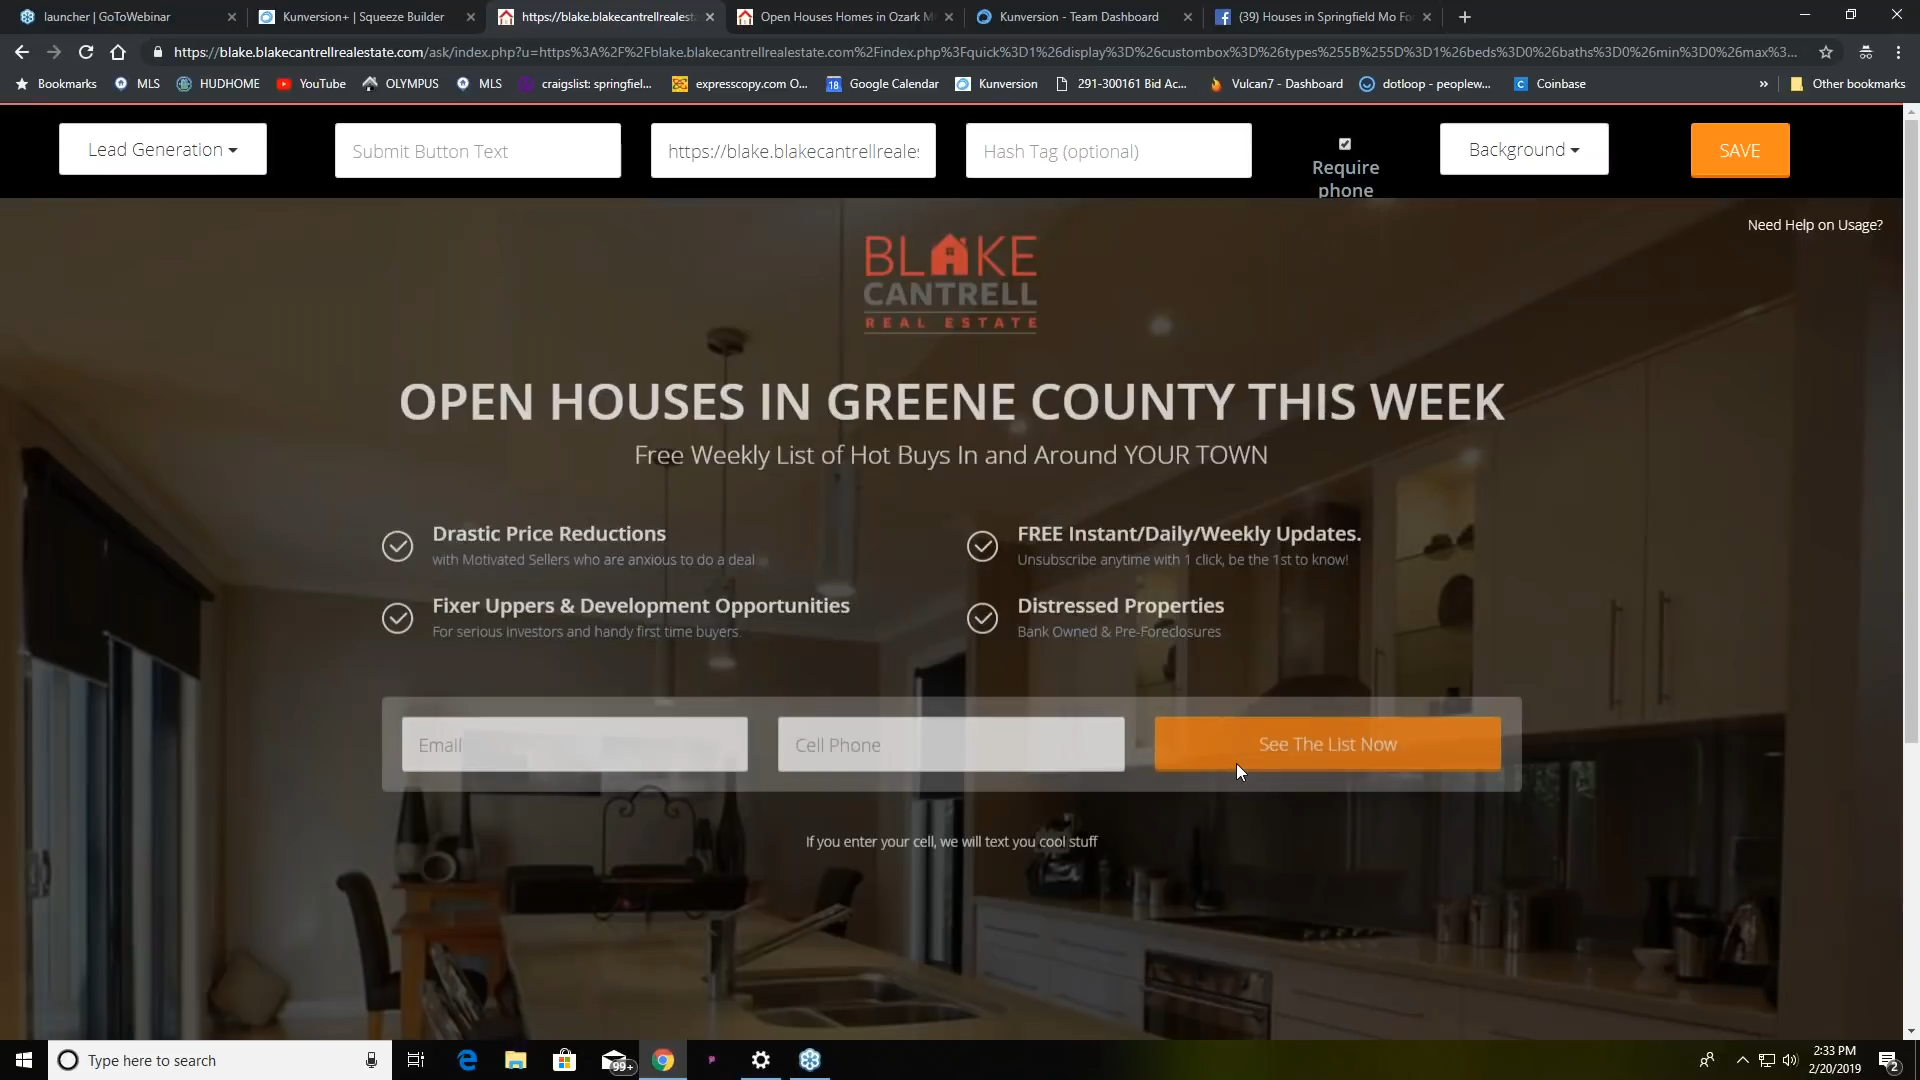 launcher | GoToWebinar
Kunversion+ | Squeeze Builder
https://blake.blakecantrellrealest
Open Houses Homes in Ozark M
Kunversion - Team Dashboard
(39) Houses in Springfield Mo Fo
https://blake.blakecantrellrealestate.com/ask/index.php?u=https%3A%2F%2Fblake.blakecantrellrealestate.com%2Findex.php%3Fquick%3D1%26display%3D%26custombox%3D%26types%255B%255D%3D1%26beds%3D0%26baths%3D0%26min%3D0%26max%3...
Bookmarks
MLS
HUDHOME
YouTube
OLYMPUS
MLS
craigslist: springfiel...
expresscopy.com O...
18
Google Calendar
Kunversion
291-300161 Bid Ac...
Vulcan7 - Dashboard
dotloop - peoplew...
C
Coinbase
»
Other bookmarks
Lead Generation
Submit Button Text
https://blake.blakecantrellreales
Hash Tag (optional)
Require
phone
Background
SAVE
Need Help on Usage?
BLAKE
CANTRELL
REAL ESTATE
OPEN HOUSES IN GREENE COUNTY THIS WEEK
Free Weekly List of Hot Buys In and Around YOUR TOWN
Drastic Price Reductions
with Motivated Sellers who are anxious to do a deal
FREE Instant/Daily/Weekly Updates.
Unsubscribe anytime with 1 click, be the 1st to know!
Fixer Uppers & Development Opportunities
For serious investors and handy first time buyers.
Distressed Properties
Bank Owned & Pre-Foreclosures
Email
Cell Phone
See The List Now
If you enter your cell, we will text you cool stuff
Type here to search
99+
2:33 PM
2/20/2019
2